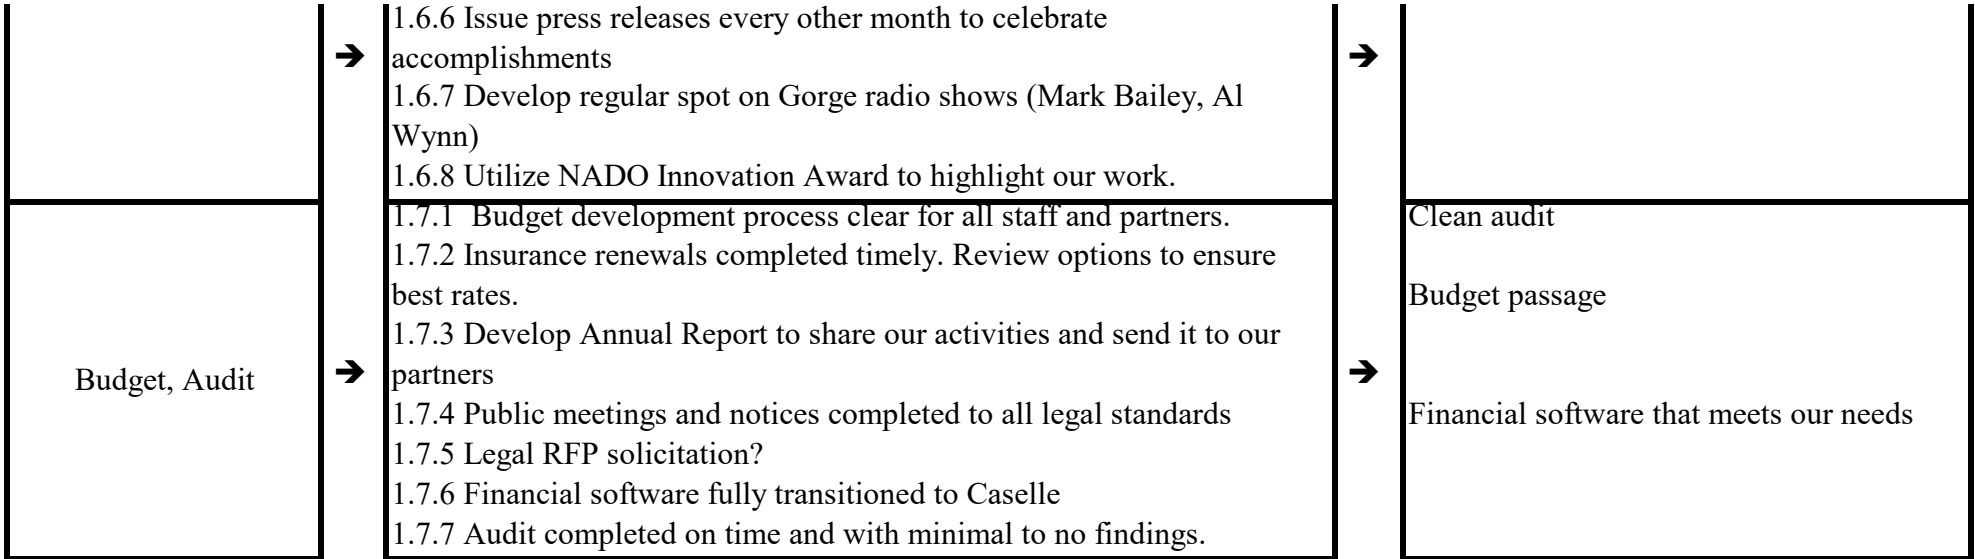 1.6.6 Issue press releases every other month to celebrate
accomplishments
1.6.7 Develop regular spot on Gorge radio shows (Mark Bailey, Al
Wynn)
1.6.8 Utilize NADO Innovation Award to highlight our work.
Budget, Audit
1.7.1  Budget development process clear for all staff and partners.
1.7.2 Insurance renewals completed timely. Review options to ensure
best rates.
1.7.3 Develop Annual Report to share our activities and send it to our
partners
1.7.4 Public meetings and notices completed to all legal standards
1.7.5 Legal RFP solicitation?
1.7.6 Financial software fully transitioned to Caselle
1.7.7 Audit completed on time and with minimal to no findings.
Clean audit
Budget passage
Financial software that meets our needs